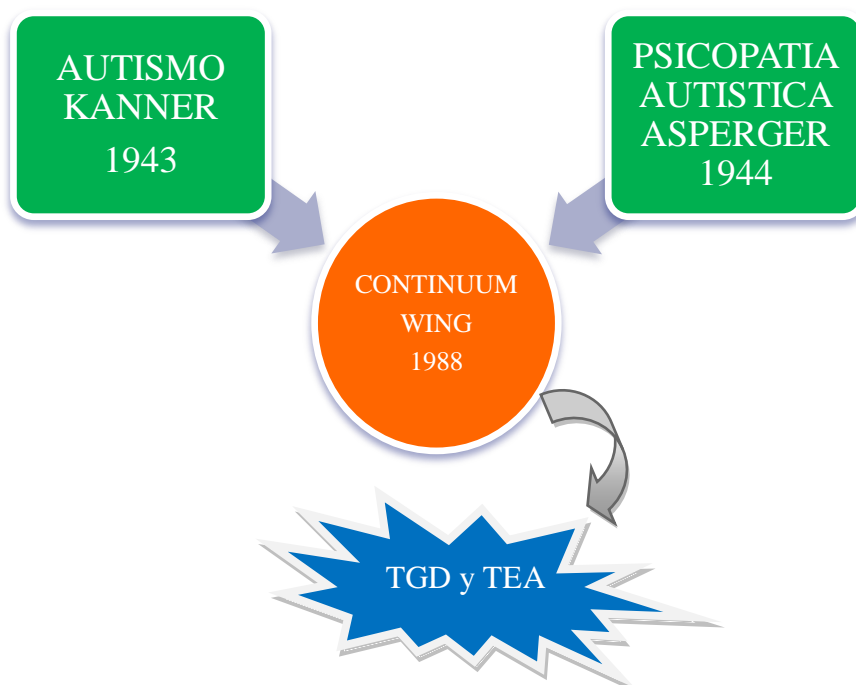 AUTISMO
KANNER
1943
PSICOPATIA
AUTISTICA
ASPERGER
1944
CONTINUUM
WING
1988
TGD y TEA